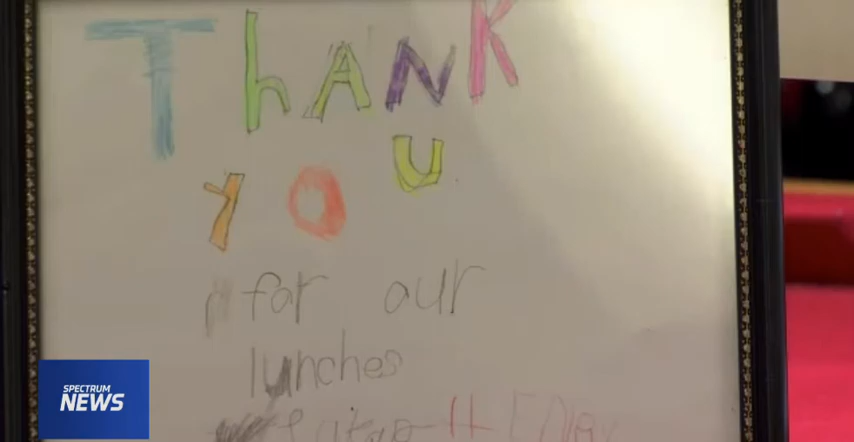 ThANK
you
for our
lunches
SPECTRUM
NEWS